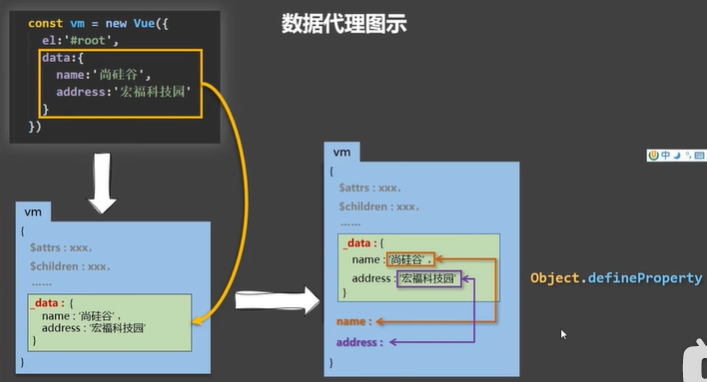 数据代理图示
const vm = new Vue({
el:'#root',
data:{
name:'尚硅谷',
address:'宏福科技园'
}
})
vm
{
$attrs : xxx,
$children : xxx,
……
_data : {
name : '尚硅谷' ,
address : '宏福科技园'
}
}
vm
{
$attrs : xxx,
$children : xxx,
……
_data : {
name : '尚硅谷' ,
address : '宏福科技园'
}
name :
address :
}
Object.defineProperty
中